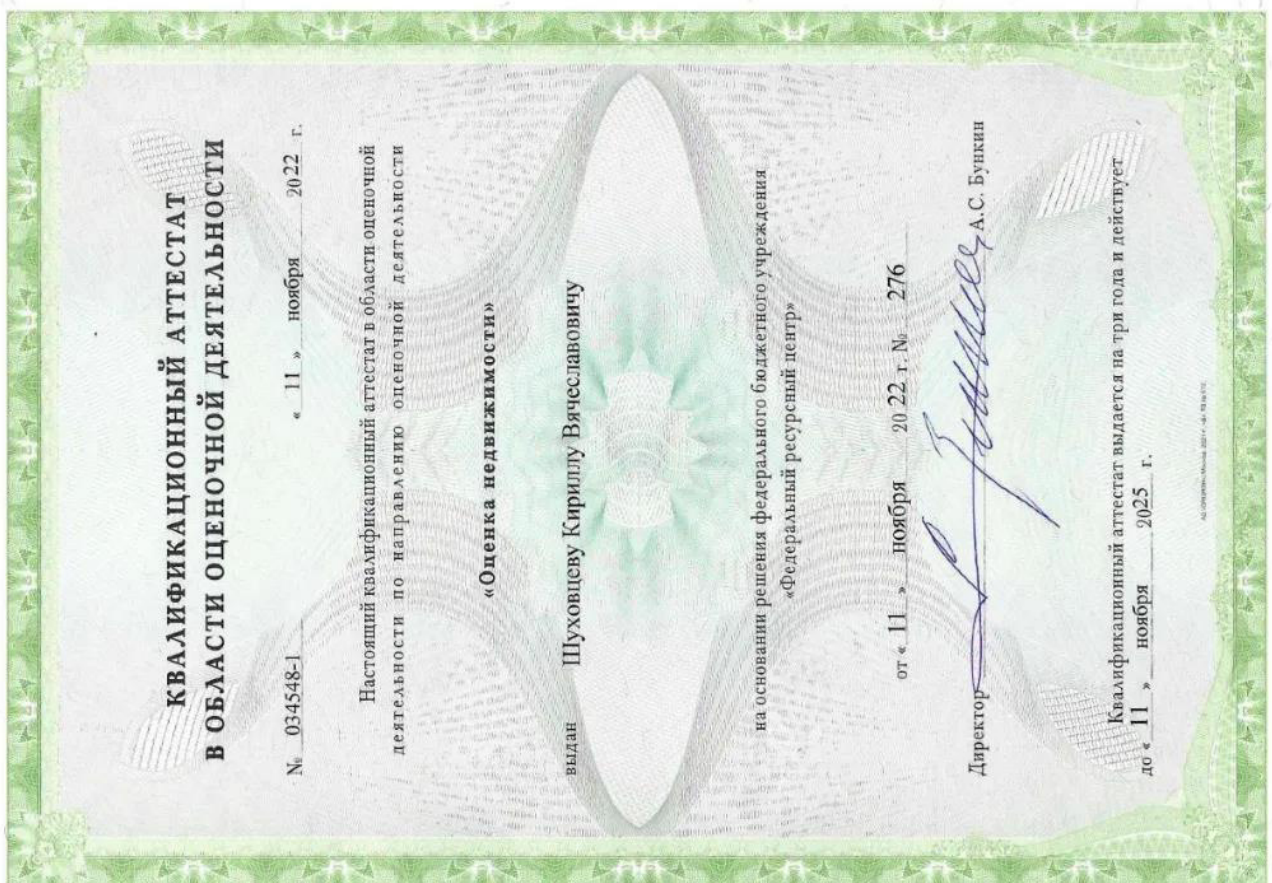 КВАЛИФИКАЦИОННЫЙ АТТЕСТАТ
В ОБЛАСТИ ОЦЕНОЧНОЙ ДЕЯТЕЛЬНОСТИ
№ 034548-1 « 11 » ноября 2022 г.
Настоящий квалификационный аттестат в области оценочной
деятельности по направлению оценочной деятельности
«Оценка недвижимости»
выдан Шуховцеву Кириллу Вячеславовичу
на основании решения федерального бюджетного учреждения
«Федеральный ресурсный центр»
от « 11 » ноября 20 22 г. № 276
Директор А.С. Бункин
Квалификационный аттестат выдается на три года и действует
до « 11 » ноября 2025 г.